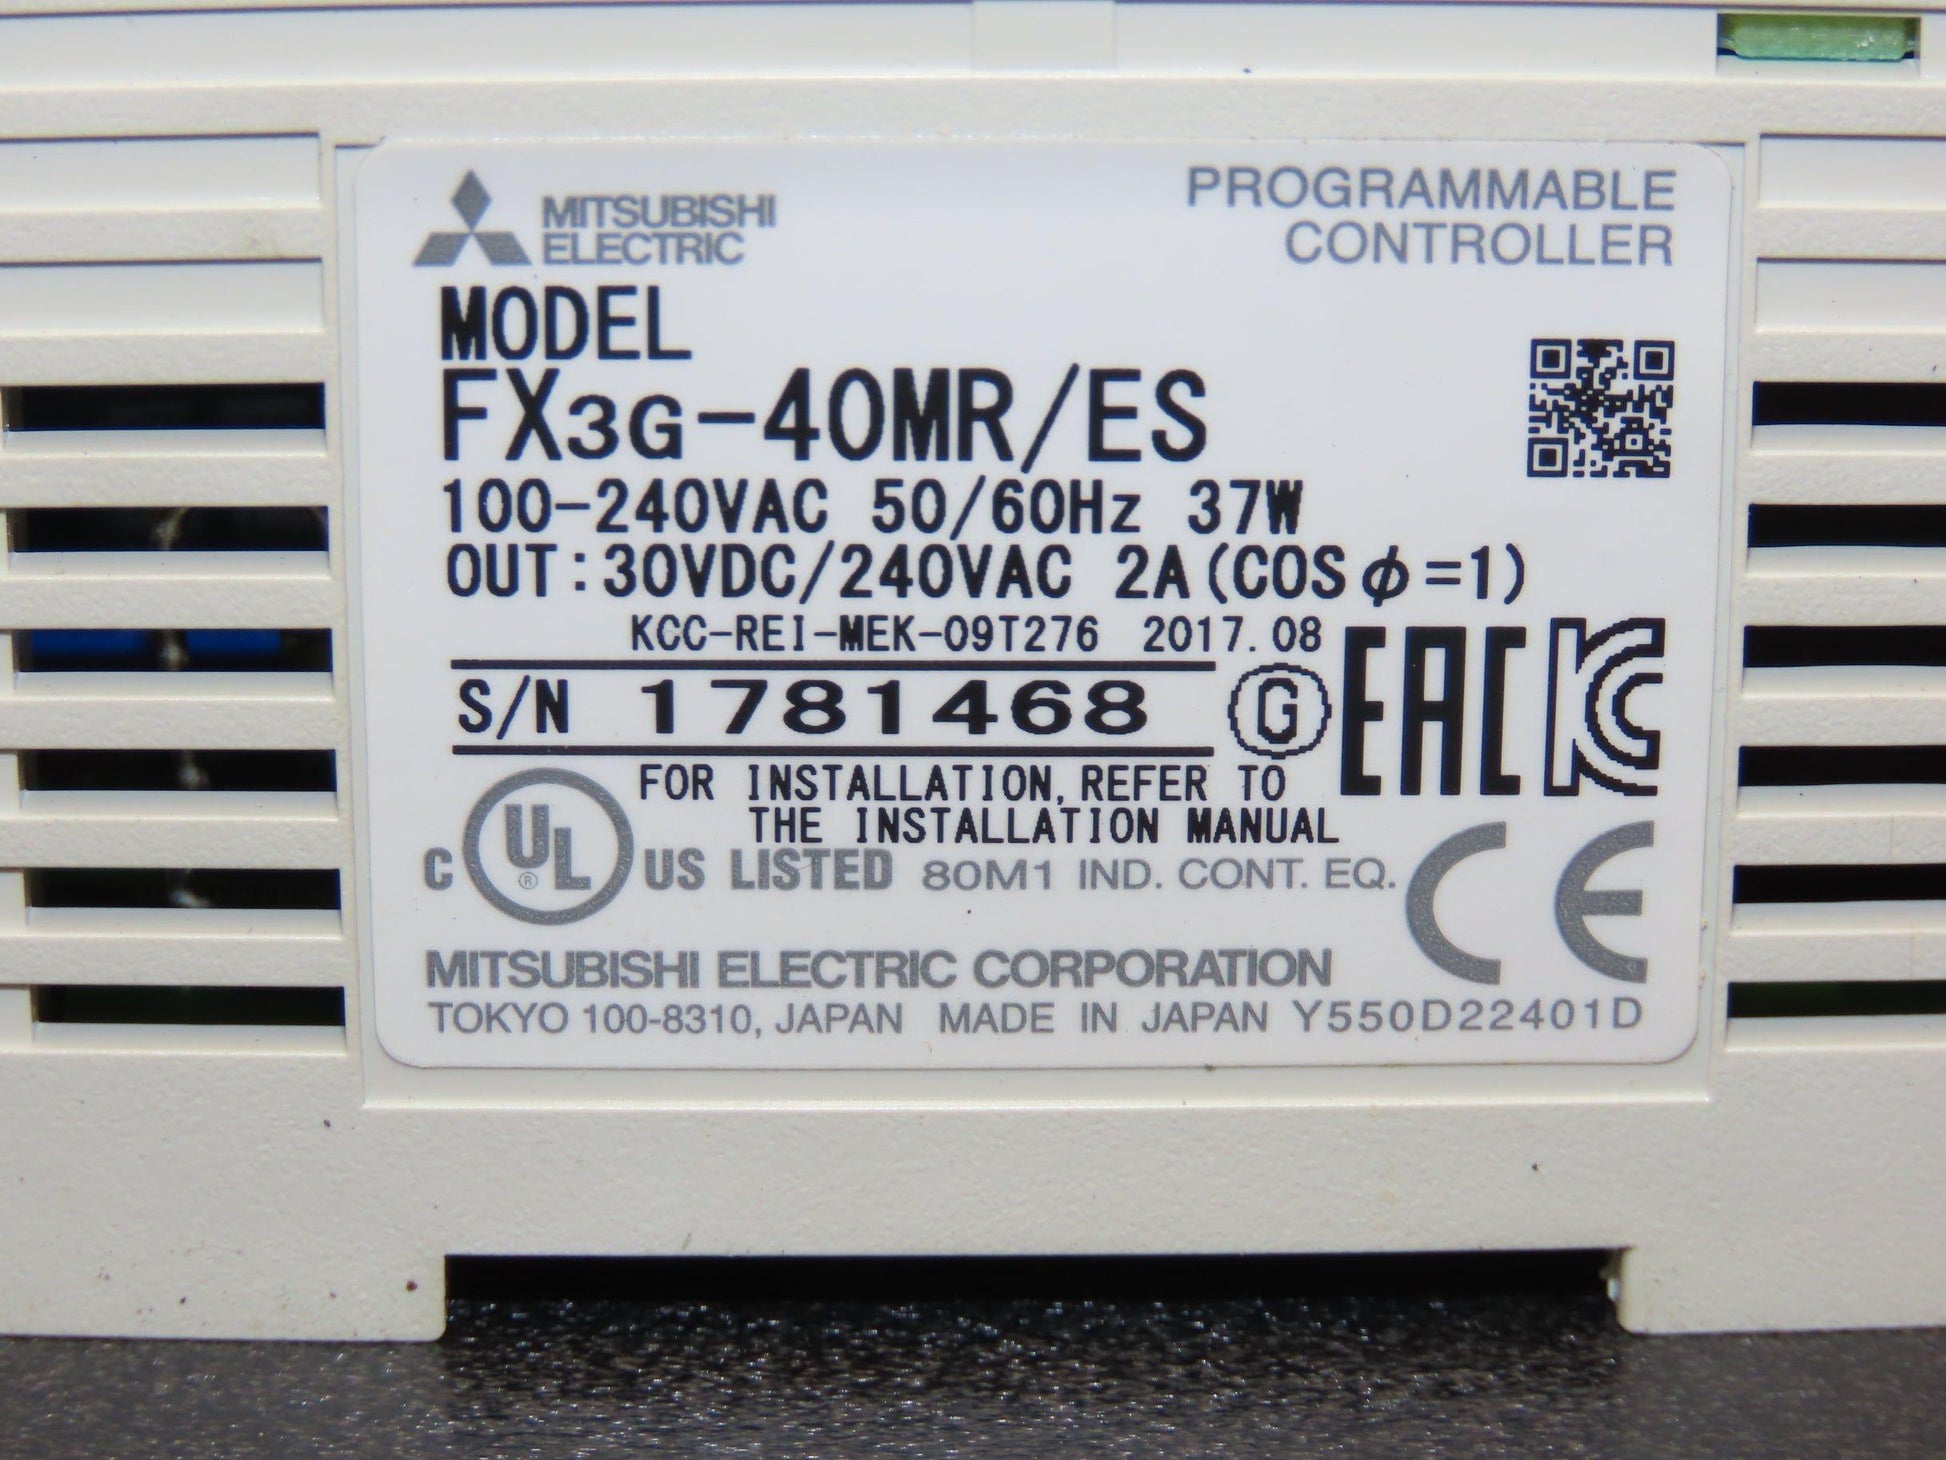 MITSUBISHI
ELECTRIC
PROGRAMMABLE
CONTROLLER
MODEL
FX3G-40MR/ES
100-240VAC 50/60Hz 37W
OUT:30VDC/240VAC 2A(COSφ=1)
KCC-REI-MEK-09T276 2017.08
S/N 1781468
G
EAC
KC
FOR INSTALLATION,REFER TO
THE INSTALLATION MANUAL
C UL® US LISTED 80M1 IND. CONT. EQ.
CE
MITSUBISHI ELECTRIC CORPORATION
TOKYO 100-8310, JAPAN MADE IN JAPAN Y550D22401D